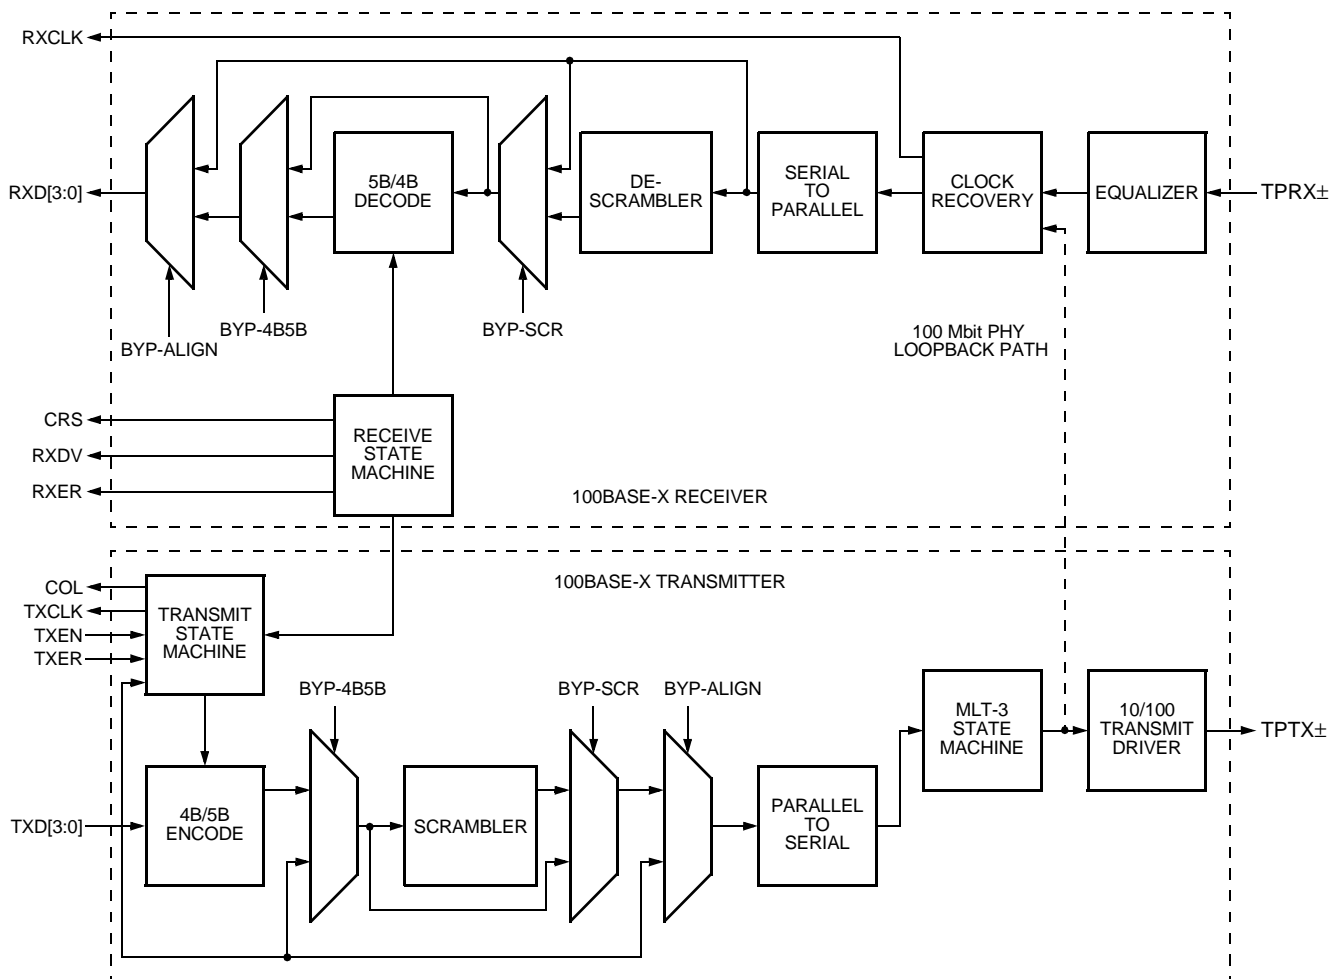 RXCLK
RXD[3:0]
5B/4B
DECODE
DE-
SCRAMBLER
SERIAL
TO
PARALLEL
CLOCK
RECOVERY
EQUALIZER
TPRX±
BYP-ALIGN
BYP-4B5B
BYP-SCR
100 Mbit PHY
LOOPBACK PATH
CRS
RXDV
RXER
RECEIVE
STATE
MACHINE
100BASE-X RECEIVER
100BASE-X TRANSMITTER
COL
TXCLK
TXEN
TXER
TRANSMIT
STATE
MACHINE
BYP-4B5B
BYP-SCR
BYP-ALIGN
MLT-3
STATE
MACHINE
10/100
TRANSMIT
DRIVER
TPTX±
TXD[3:0]
4B/5B
ENCODE
SCRAMBLER
PARALLEL
TO
SERIAL